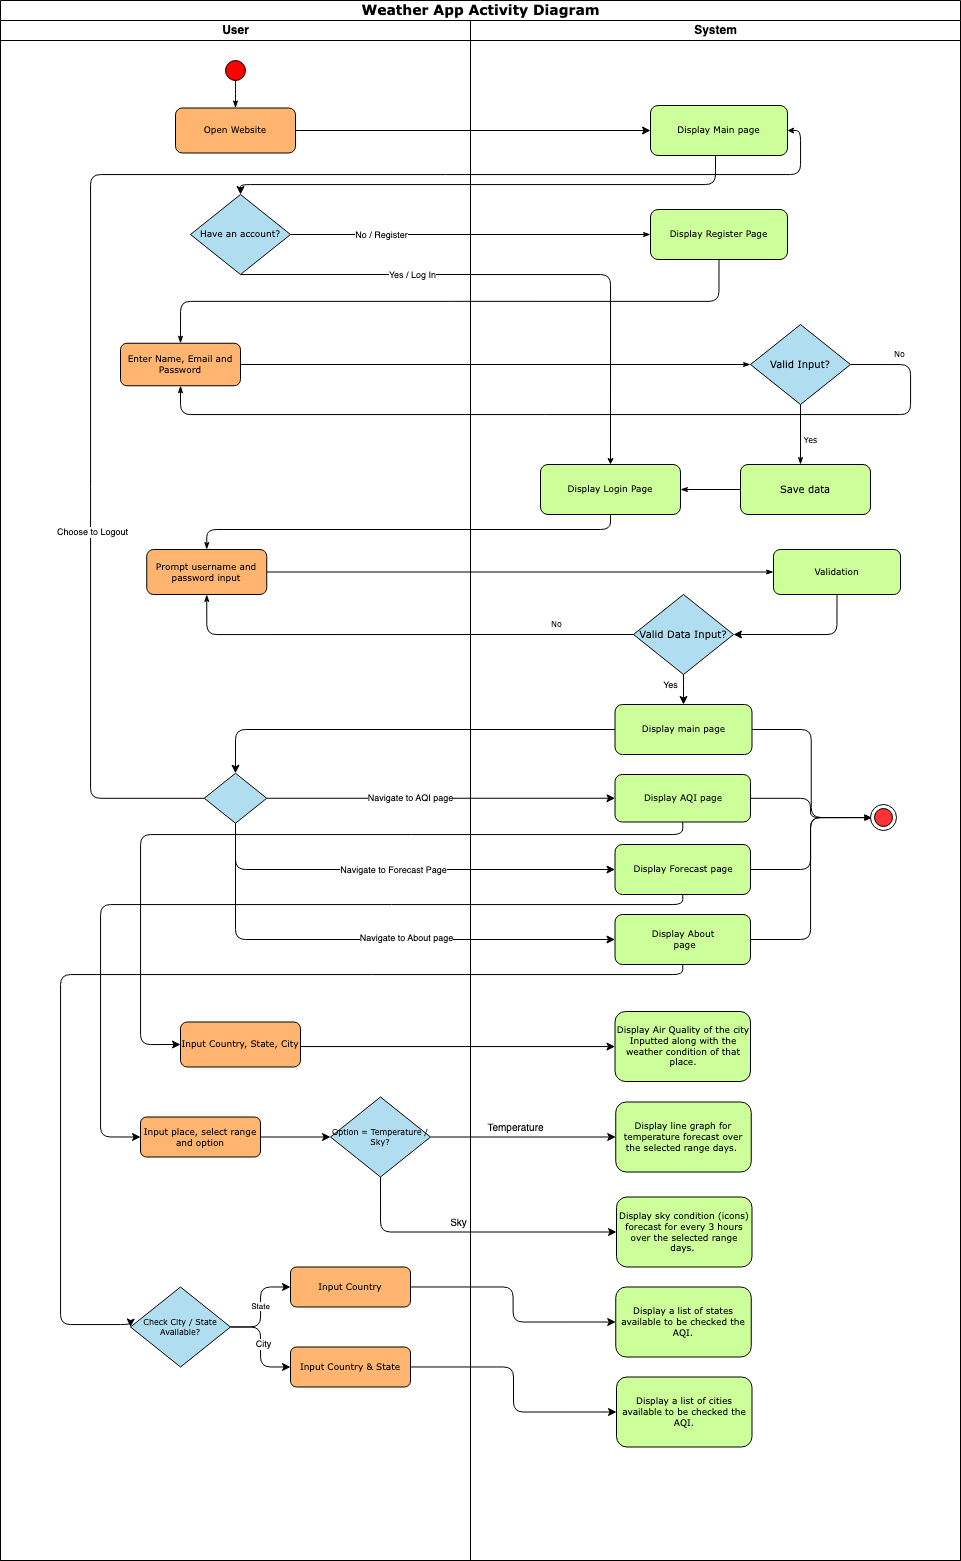 Weather App Activity Diagram
User
System
Open Website
Display Main page
Have an account?
No / Register
Display Register Page
Yes / Log In
Enter Name, Email and
Password
Valid Input?
No
Yes
Display Login Page
Save data
Choose to Logout
Prompt username and
password input
Validation
No
Valid Data Input?
Yes
Display main page
Navigate to AQI page
Display AQI page
Navigate to Forecast Page
Display Forecast page
Navigate to About page
Display About
page
Input Country, State, City
Display Air Quality of the city
Inputted along with the
weather condition of that
place.
Input place, select range
and option
Option = Temperature /
Sky?
Temperature
Display line graph for
temperature forecast over
the selected range days.
Sky
Display sky condition (icons)
forecast for every 3 hours
over the selected range
days.
Check City / State
Available?
State
Input Country
Display a list of states
available to be checked the
AQI.
City
Input Country & State
Display a list of cities
available to be checked the
AQI.